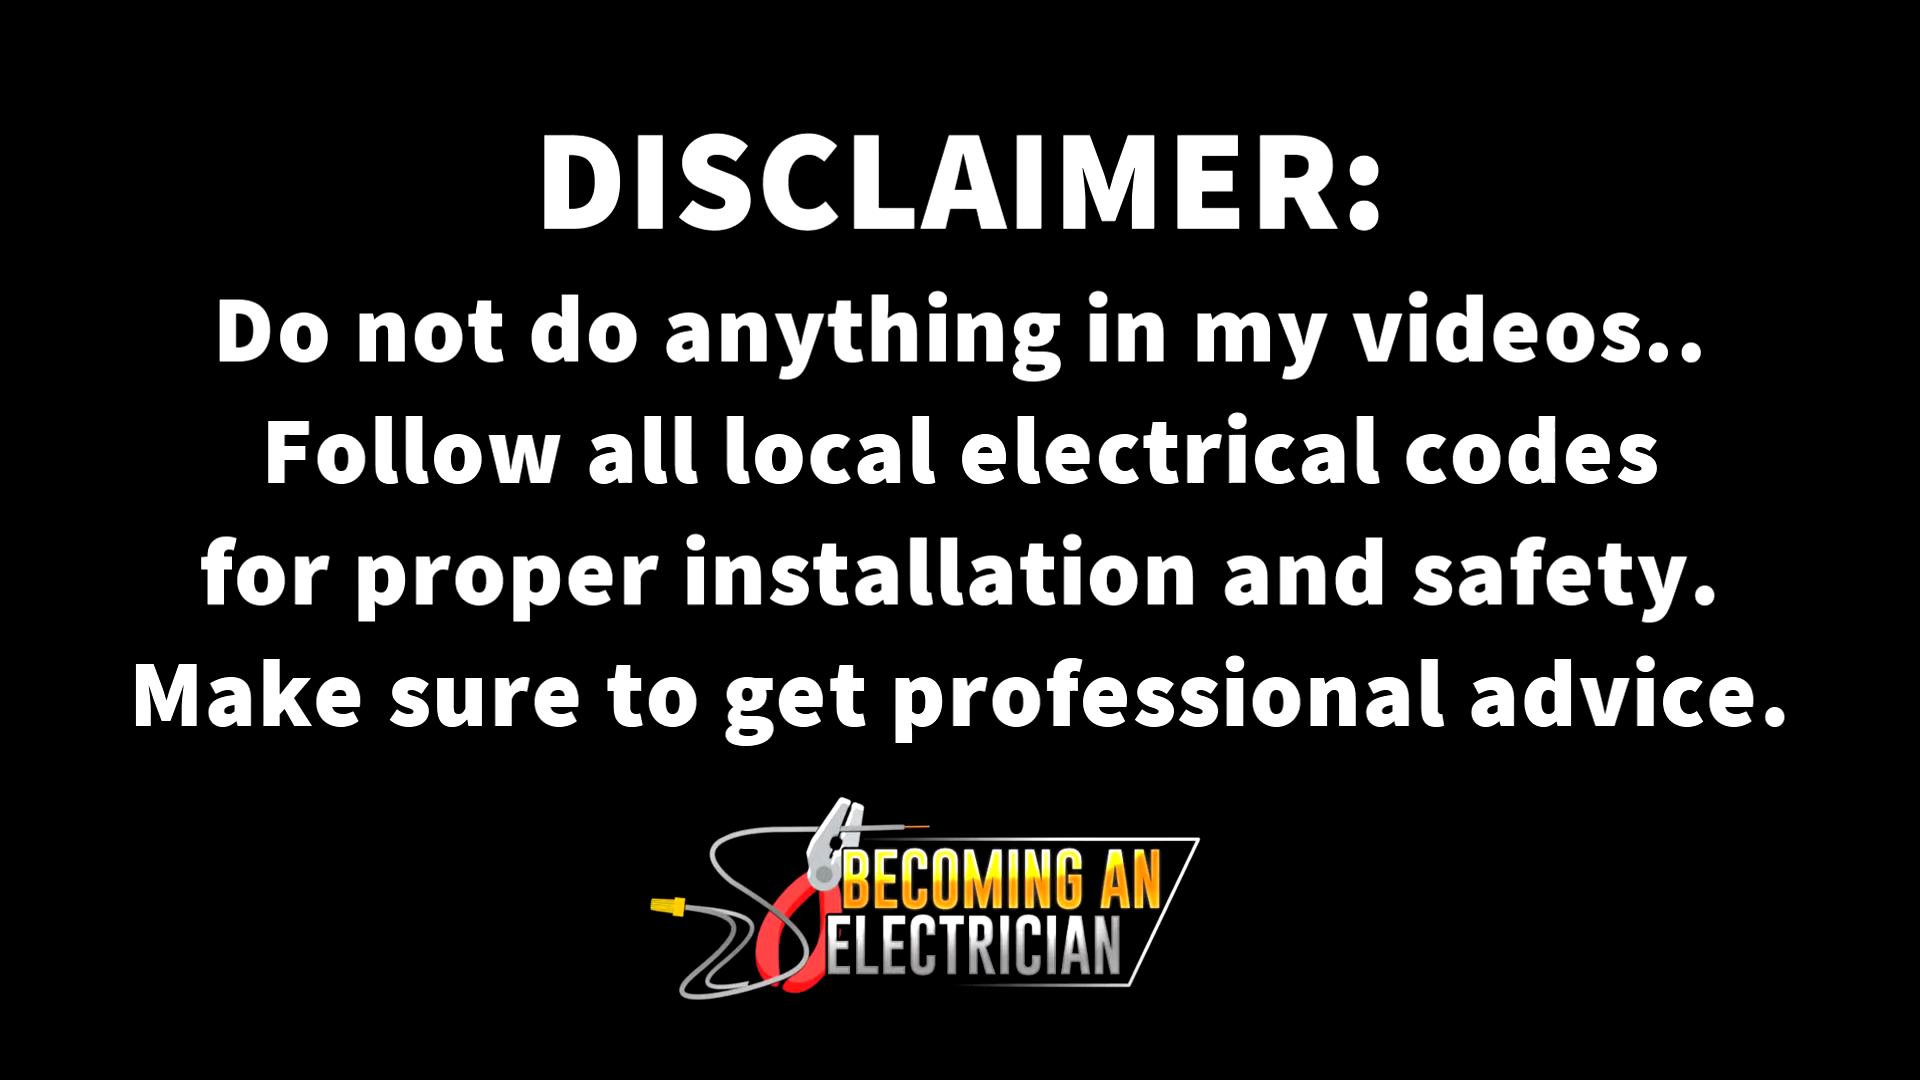 DISCLAIMER:
Do not do anything in my videos..
Follow all local electrical codes
for proper installation and safety.
Make sure to get professional advice.
BECOMING AN
ELECTRICIAN